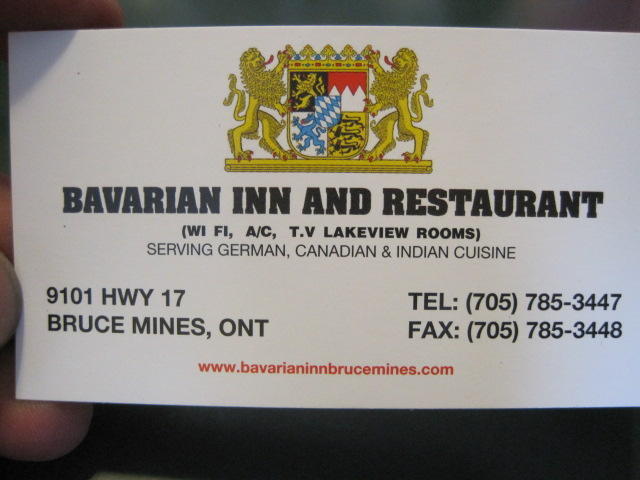 BAVARIAN INN AND RESTAURANT
(WI FI, A/C, T.V LAKEVIEW ROOMS)
SERVING GERMAN, CANADIAN & INDIAN CUISINE
9101 HWY 17
BRUCE MINES, ONT
TEL: (705) 785-3447
FAX: (705) 785-3448
www.bavarianinnbrucemines.com